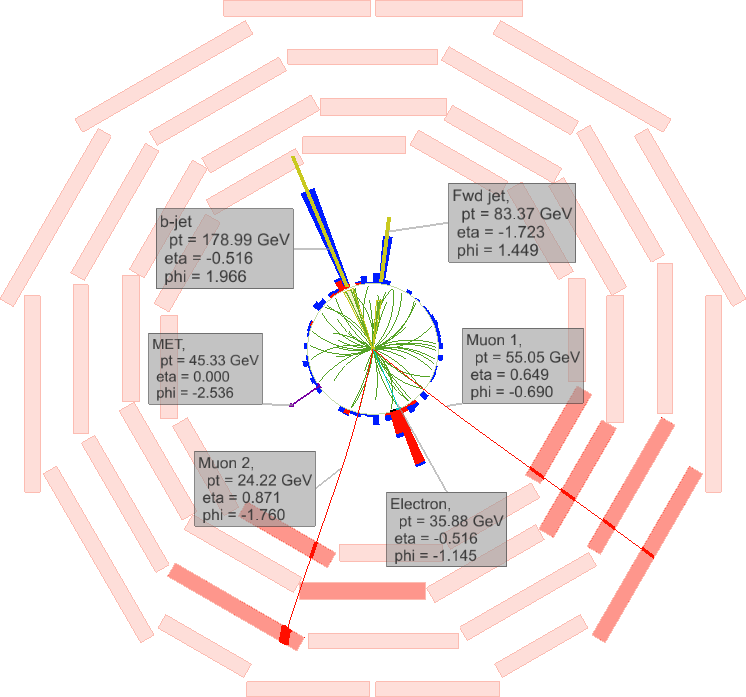 b-jet
pt = 178.99 GeV
eta = -0.516
phi = 1.966
Fwd jet,
pt = 83.37 GeV
eta = -1.723
phi = 1.449
MET,
pt = 45.33 GeV
eta = 0.000
phi = -2.536
Muon 1,
pt = 55.05 GeV
eta = 0.649
phi = -0.690
Muon 2,
pt = 24.22 GeV
eta = 0.871
phi = -1.760
Electron,
pt = 35.88 GeV
eta = -0.516
phi = -1.145